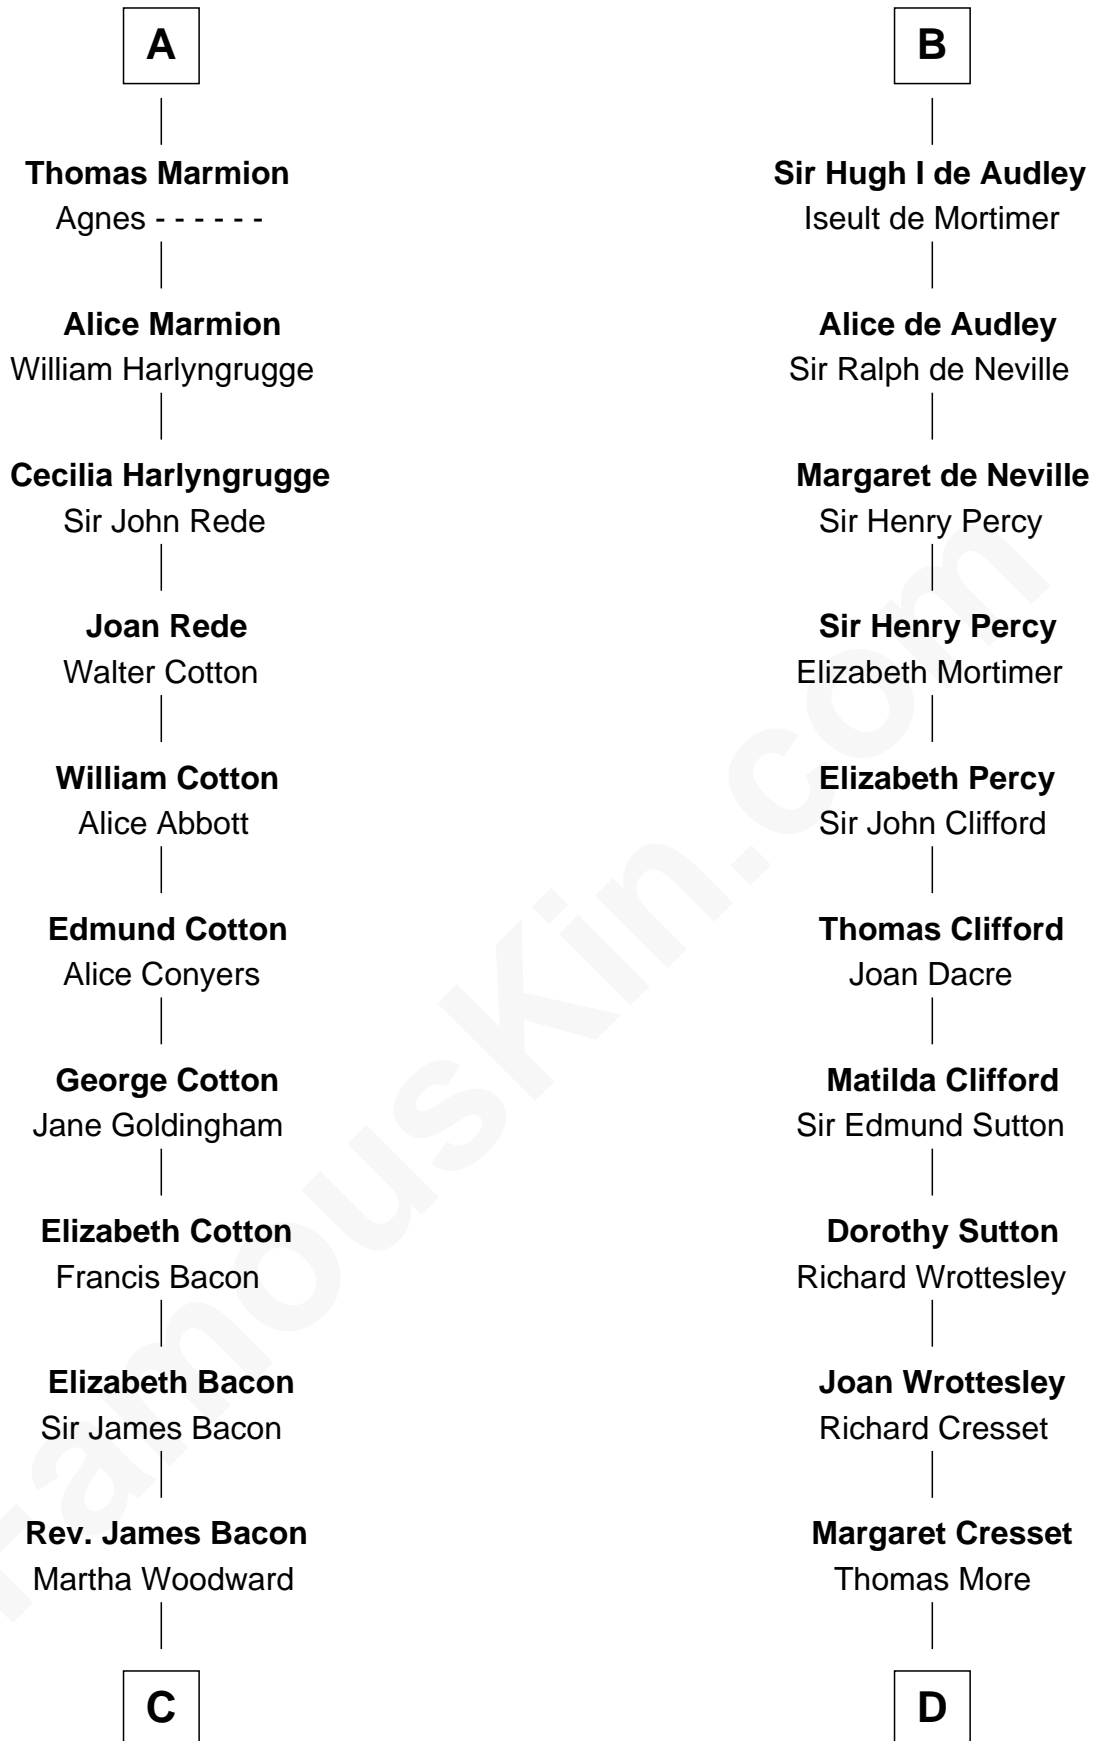 A
Thomas Marmion
Agnes - - - - - -
Alice Marmion
William Harlyngrugge
Cecilia Harlyngrugge
Sir John Rede
Joan Rede
Walter Cotton
William Cotton
Alice Abbott
Edmund Cotton
Alice Conyers
George Cotton
Jane Goldingham
Elizabeth Cotton
Francis Bacon
Elizabeth Bacon
Sir James Bacon
Rev. James Bacon
Martha Woodward
C
B
Sir Hugh I de Audley
Iseult de Mortimer
Alice de Audley
Sir Ralph de Neville
Margaret de Neville
Sir Henry Percy
Sir Henry Percy
Elizabeth Mortimer
Elizabeth Percy
Sir John Clifford
Thomas Clifford
Joan Dacre
Matilda Clifford
Sir Edmund Sutton
Dorothy Sutton
Richard Wrottesley
Joan Wrottesley
Richard Cresset
Margaret Cresset
Thomas More
D
FamousKin.com